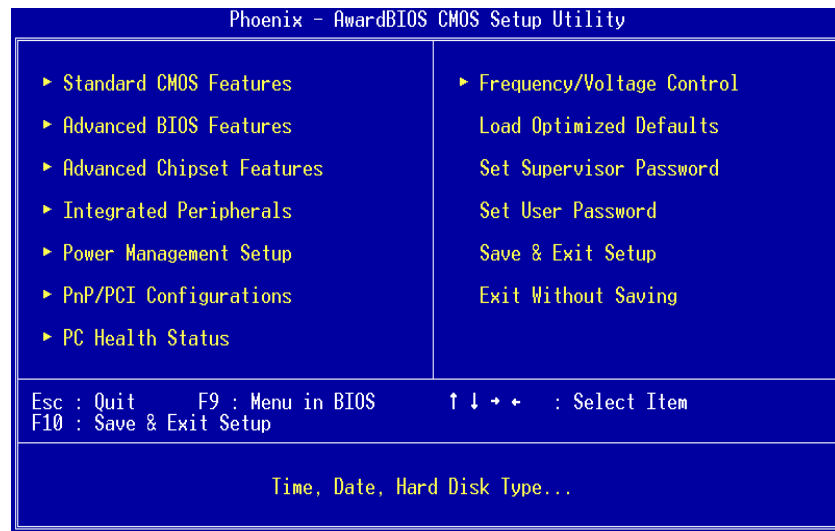 Phoenix - AwardBIOS CMOS Setup Utility
▸ Standard CMOS Features
▸ Advanced BIOS Features
▸ Advanced Chipset Features
▸ Integrated Peripherals
▸ Power Management Setup
▸ PnP/PCI Configurations
▸ PC Health Status
▸ Frequency/Voltage Control
Load Optimized Defaults
Set Supervisor Password
Set User Password
Save & Exit Setup
Exit Without Saving
Esc : Quit F9 : Menu in BIOS ↑ ↓ → ← : Select Item
F10 : Save & Exit Setup
Time, Date, Hard Disk Type...